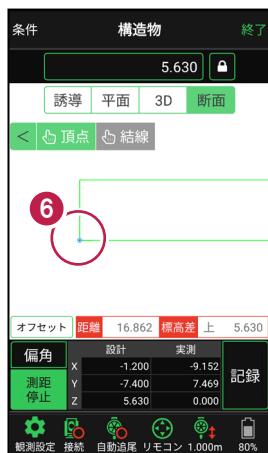 条件 構造物 終了
5.630
誘導 平面 3D 断面
< 頂点 結線
6
オフセット 距離 16.862 標高差 上 5.630
偏角 設計 実測
X -1.200 -9.152
測距 Y -7.400 7.469 記録
停止 Z 5.630 0.000
観測設定 接続 自動追尾 リモコン 1.000m 80%